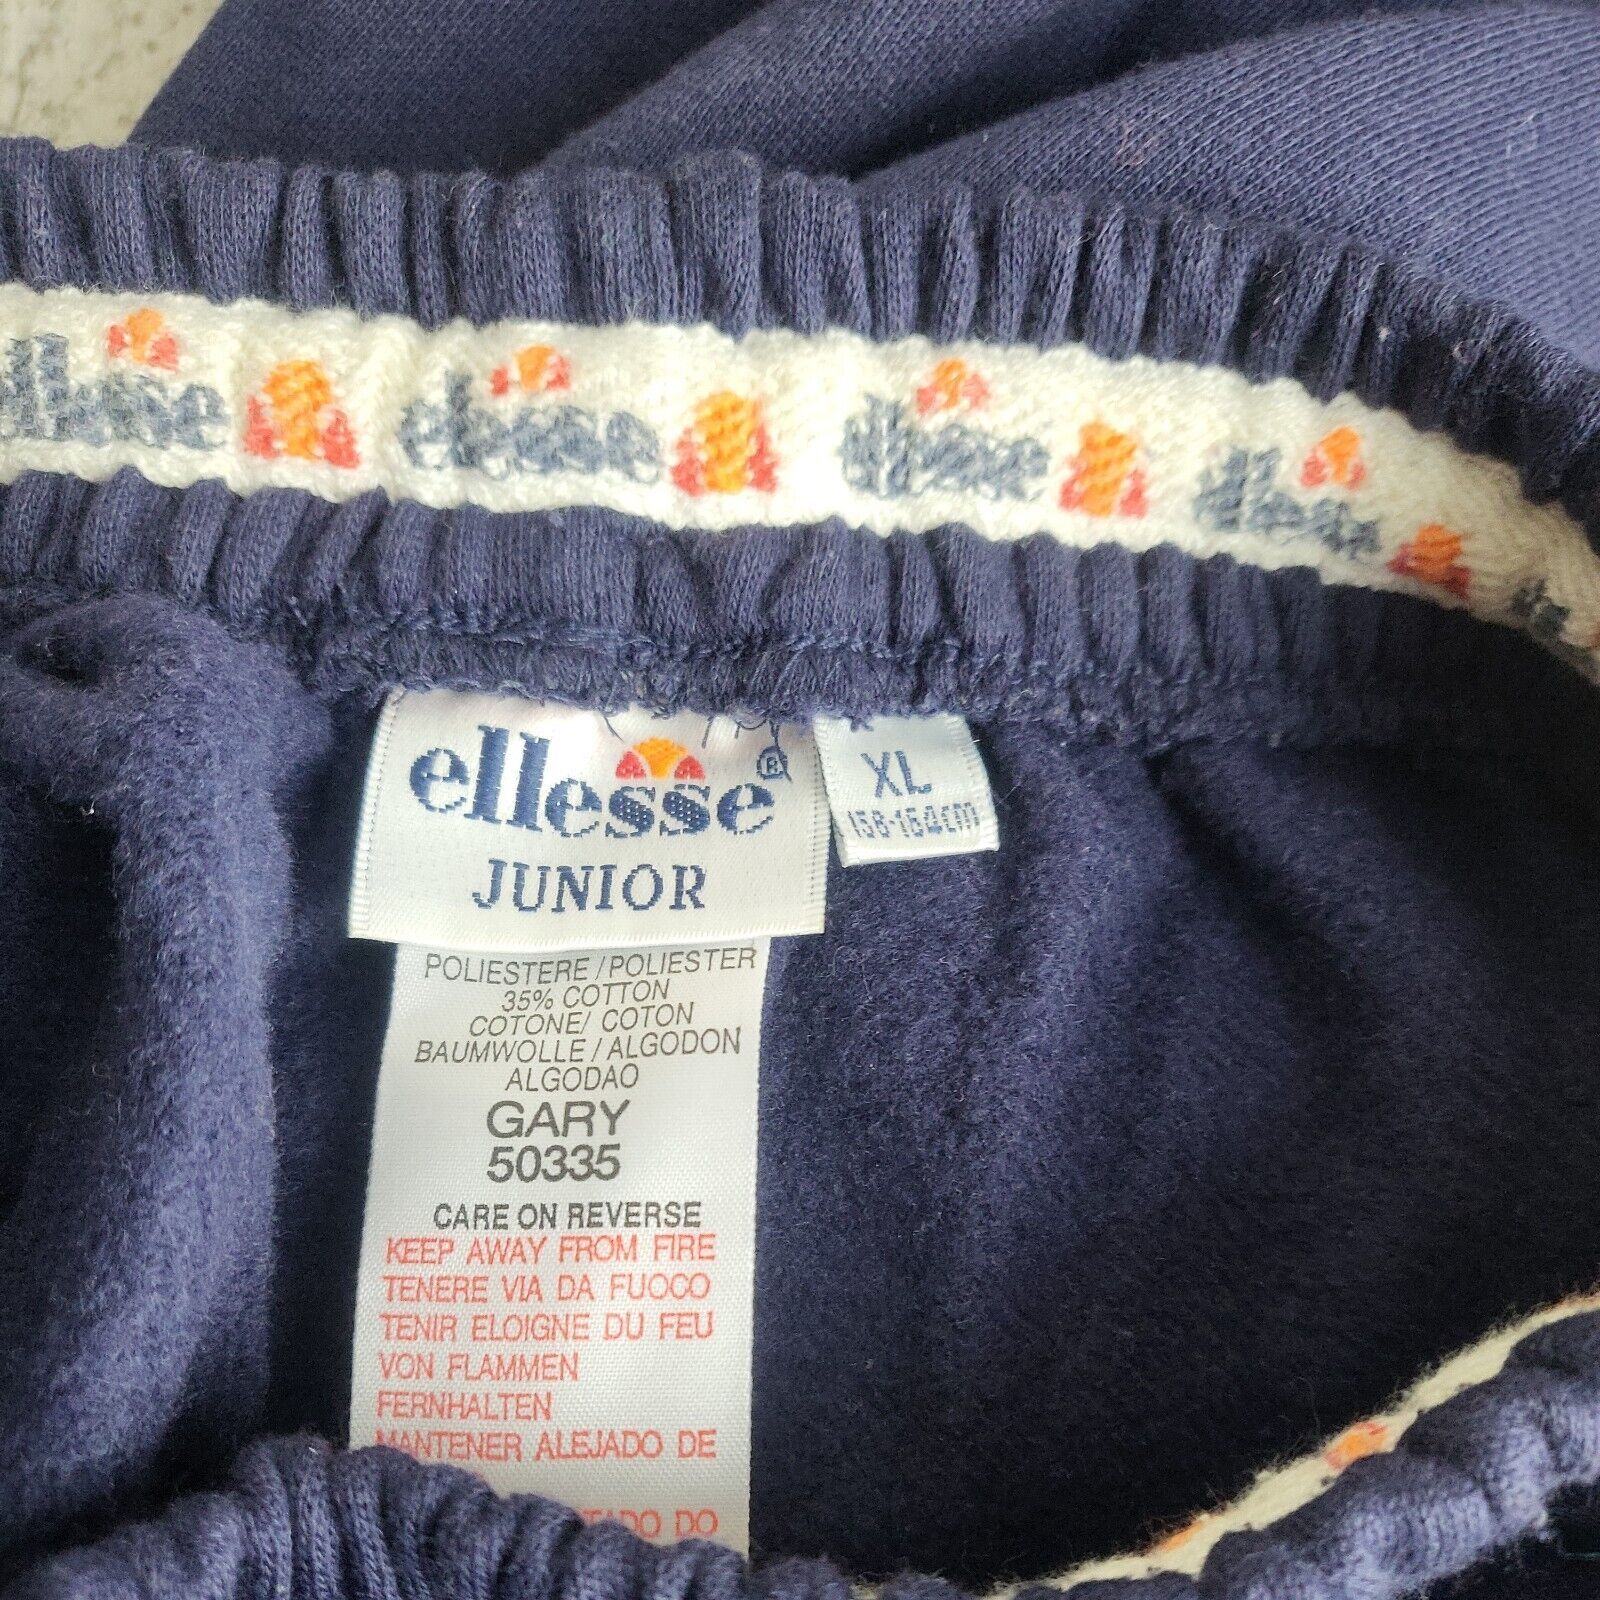 ellesse ellesse ellesse ellesse
ellesse®
JUNIOR
XL
158-164cm
POLIESTERE/POLIESTER
35% COTTON
COTONE/ COTON
BAUMWOLLE/ALGODON
ALGODAO
GARY
50335
CARE ON REVERSE
KEEP AWAY FROM FIRE
TENERE VIA DA FUOCO
TENIR ELOIGNE DU FEU
VON FLAMMEN
FERNHALTEN
MANTENER ALEJADO DE
DO